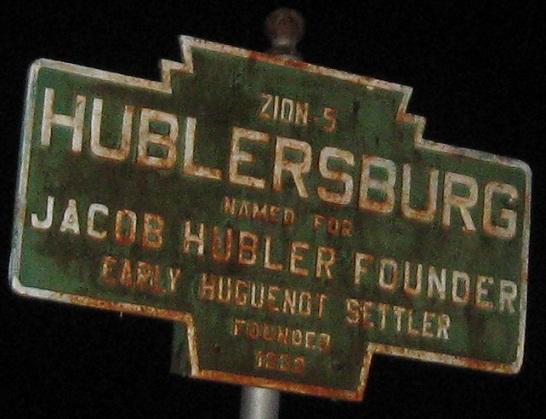 ZION-5
HUBLERSBURG
NAMED FOR
JACOB HUBLER FOUNDER
EARLY HUGUENOT SETTLER
FOUNDED